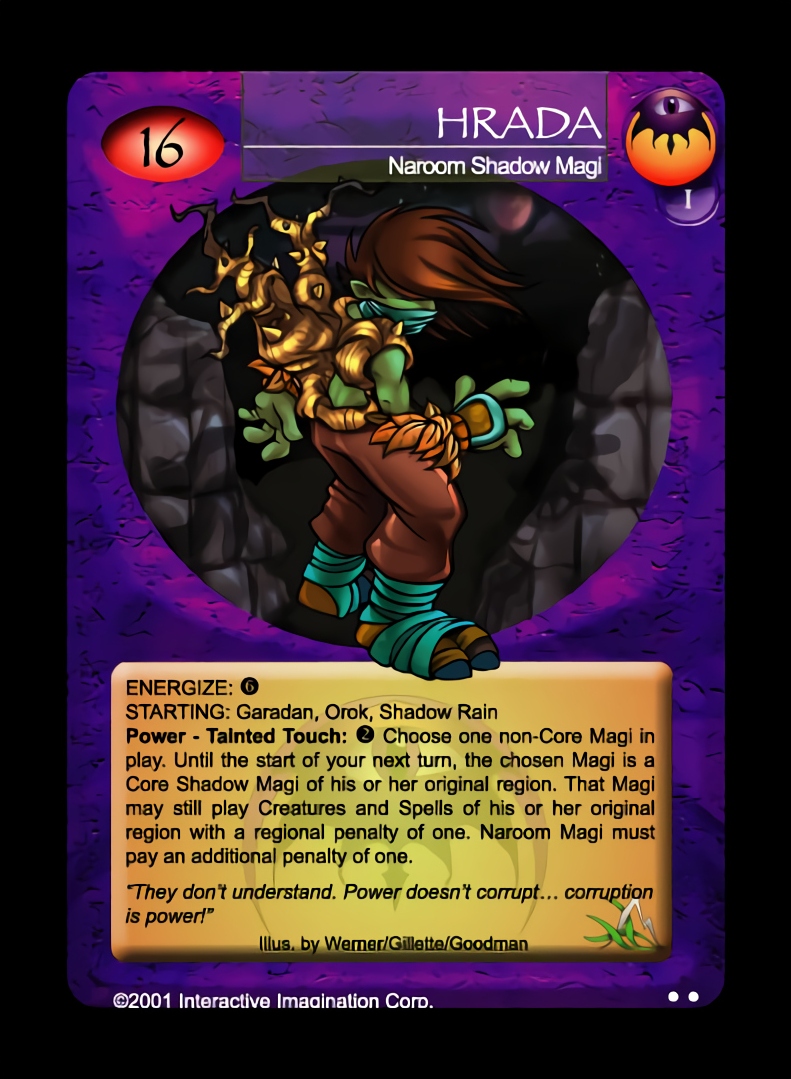 16
HRADA
Naroom Shadow Magi
I
ENERGIZE: ❻
STARTING: Garadan, Orok, Shadow Rain
Power - Tainted Touch: ❷ Choose one non-Core Magi in
play. Until the start of your next turn, the chosen Magi is a
Core Shadow Magi of his or her original region. That Magi
may still play Creatures and Spells of his or her original
region with a regional penalty of one. Naroom Magi must
pay an additional penalty of one.
“They don’t understand. Power doesn’t corrupt... corruption
is power!”
Illus. by Werner/Gillette/Goodman
©2001 Interactive Imagination Corp.